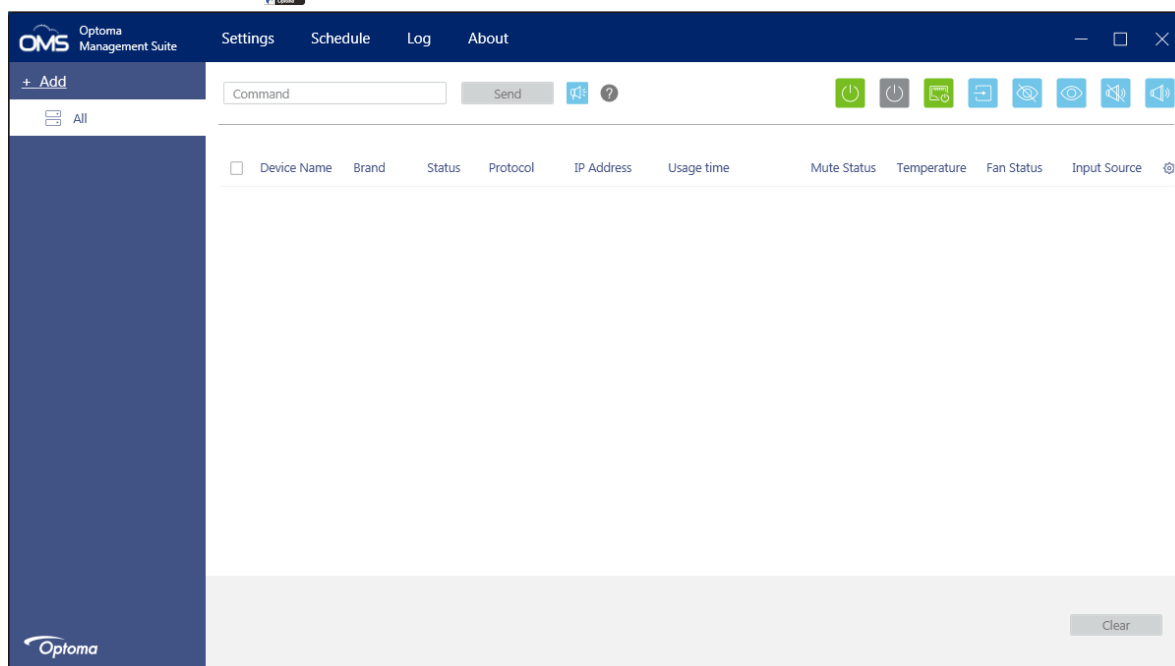 Optoma
OMS Optoma Management Suite
Settings Schedule Log About
+ Add
All
Command Send ?
Device Name Brand Status Protocol IP Address Usage time Mute Status Temperature Fan Status Input Source
Clear
Optoma